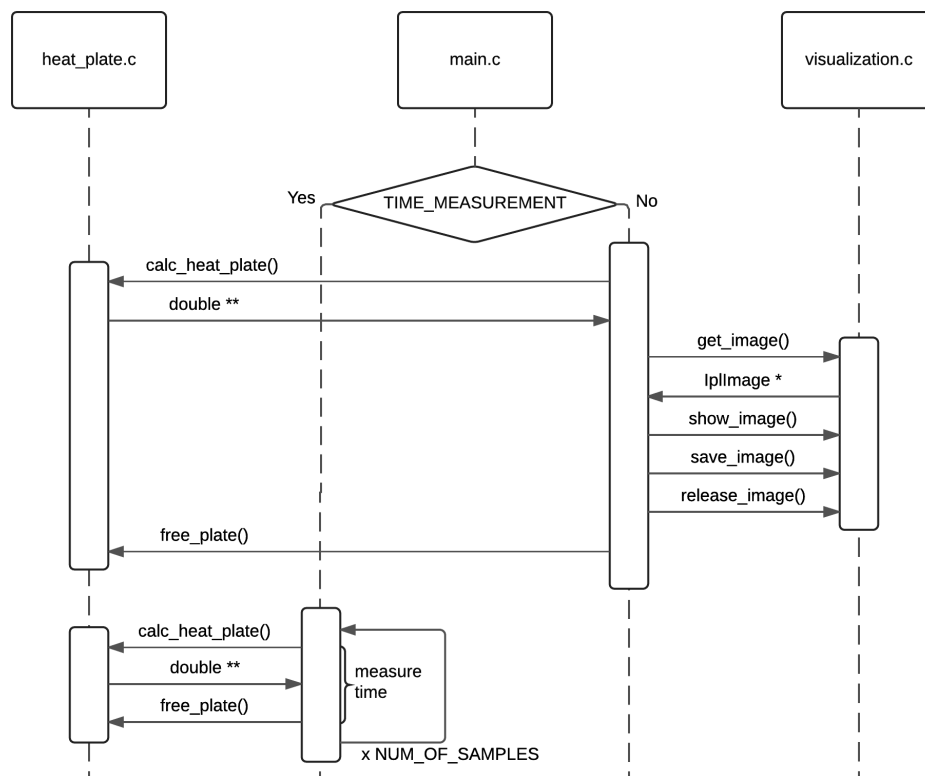 heat_plate.c
main.c
visualization.c
Yes
TIME_MEASUREMENT
No
calc_heat_plate()
double **
get_image()
IplImage *
show_image()
save_image()
release_image()
free_plate()
calc_heat_plate()
double **
measure
time
free_plate()
x NUM_OF_SAMPLES